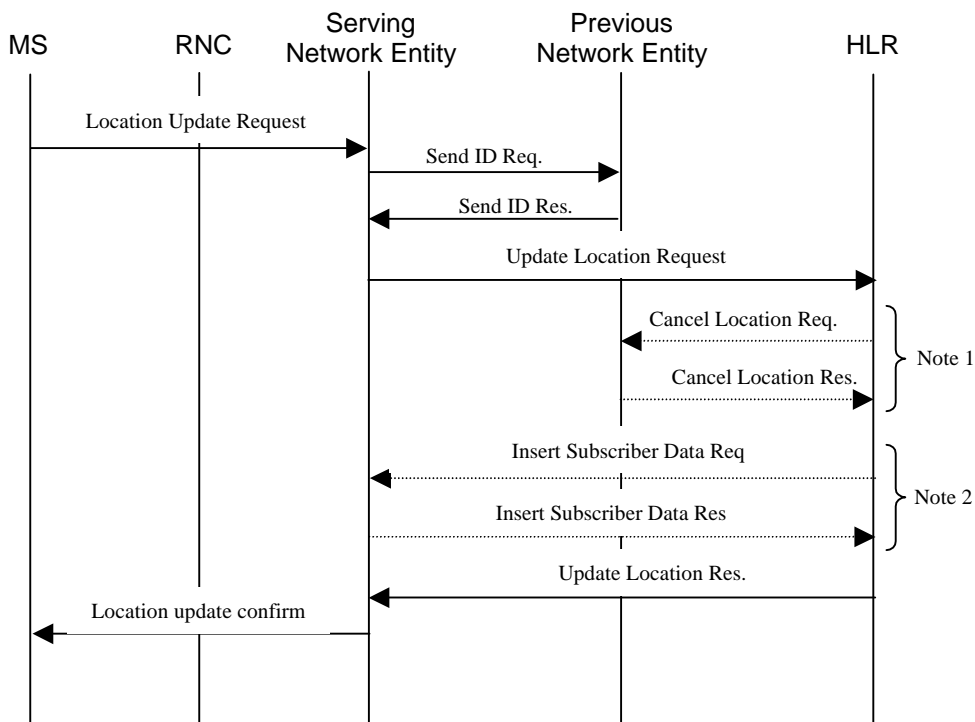 MS
RNC
Serving
Network Entity
Previous
Network Entity
HLR
Location Update Request
Send ID Req.
Send ID Res.
Update Location Request
Cancel Location Req.
Note 1
Cancel Location Res.
Insert Subscriber Data Req
Note 2
Insert Subscriber Data Res
Update Location Res.
Location update confirm